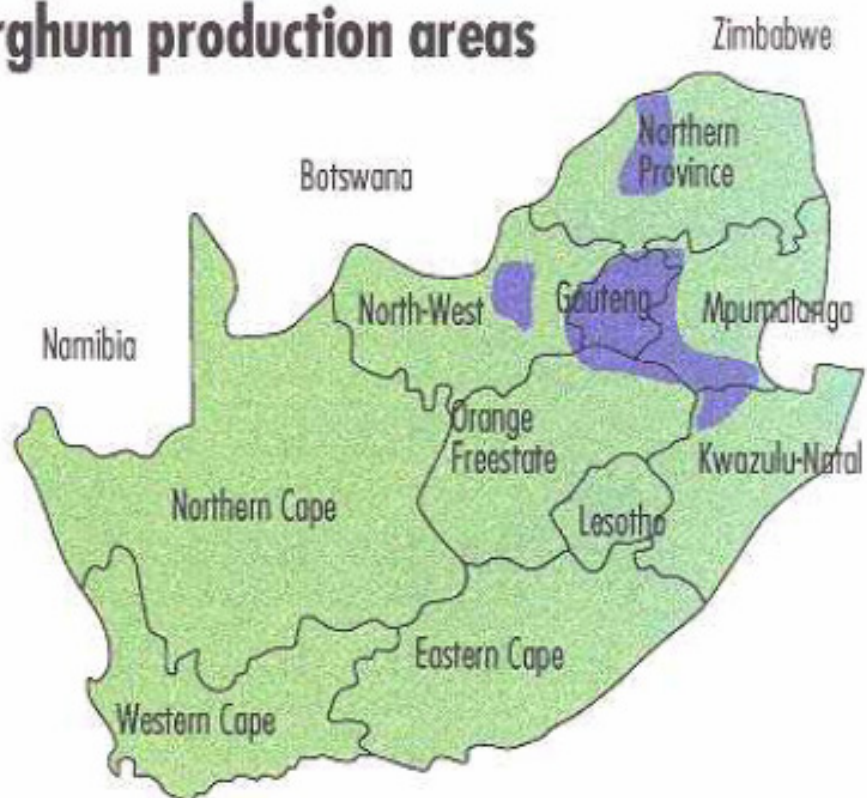 rghum production areas
Zimbabwe
Northern
Province
Botswana
North-West
Gauteng
Mpumalanga
Namibia
Orange
Freestate
Kwazulu-Natal
Northern Cape
Lesotho
Eastern Cape
Western Cape